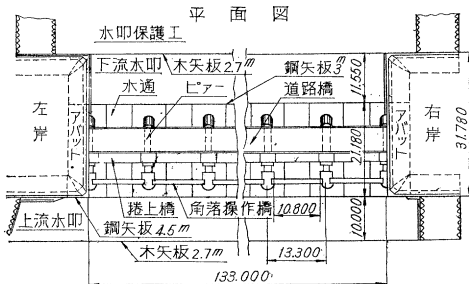 平面図
水叩保護工
下流水叩
木矢板2.7m
鋼矢板3m
水通
ピァー
道路橋
左岸
アバット
右岸
アバット
11.550
21.180
31.780
10.000
捲上橋
角落操作橋
10.800
上流水叩
鋼矢板4.5m
13.300
木矢板2.7m
133.000